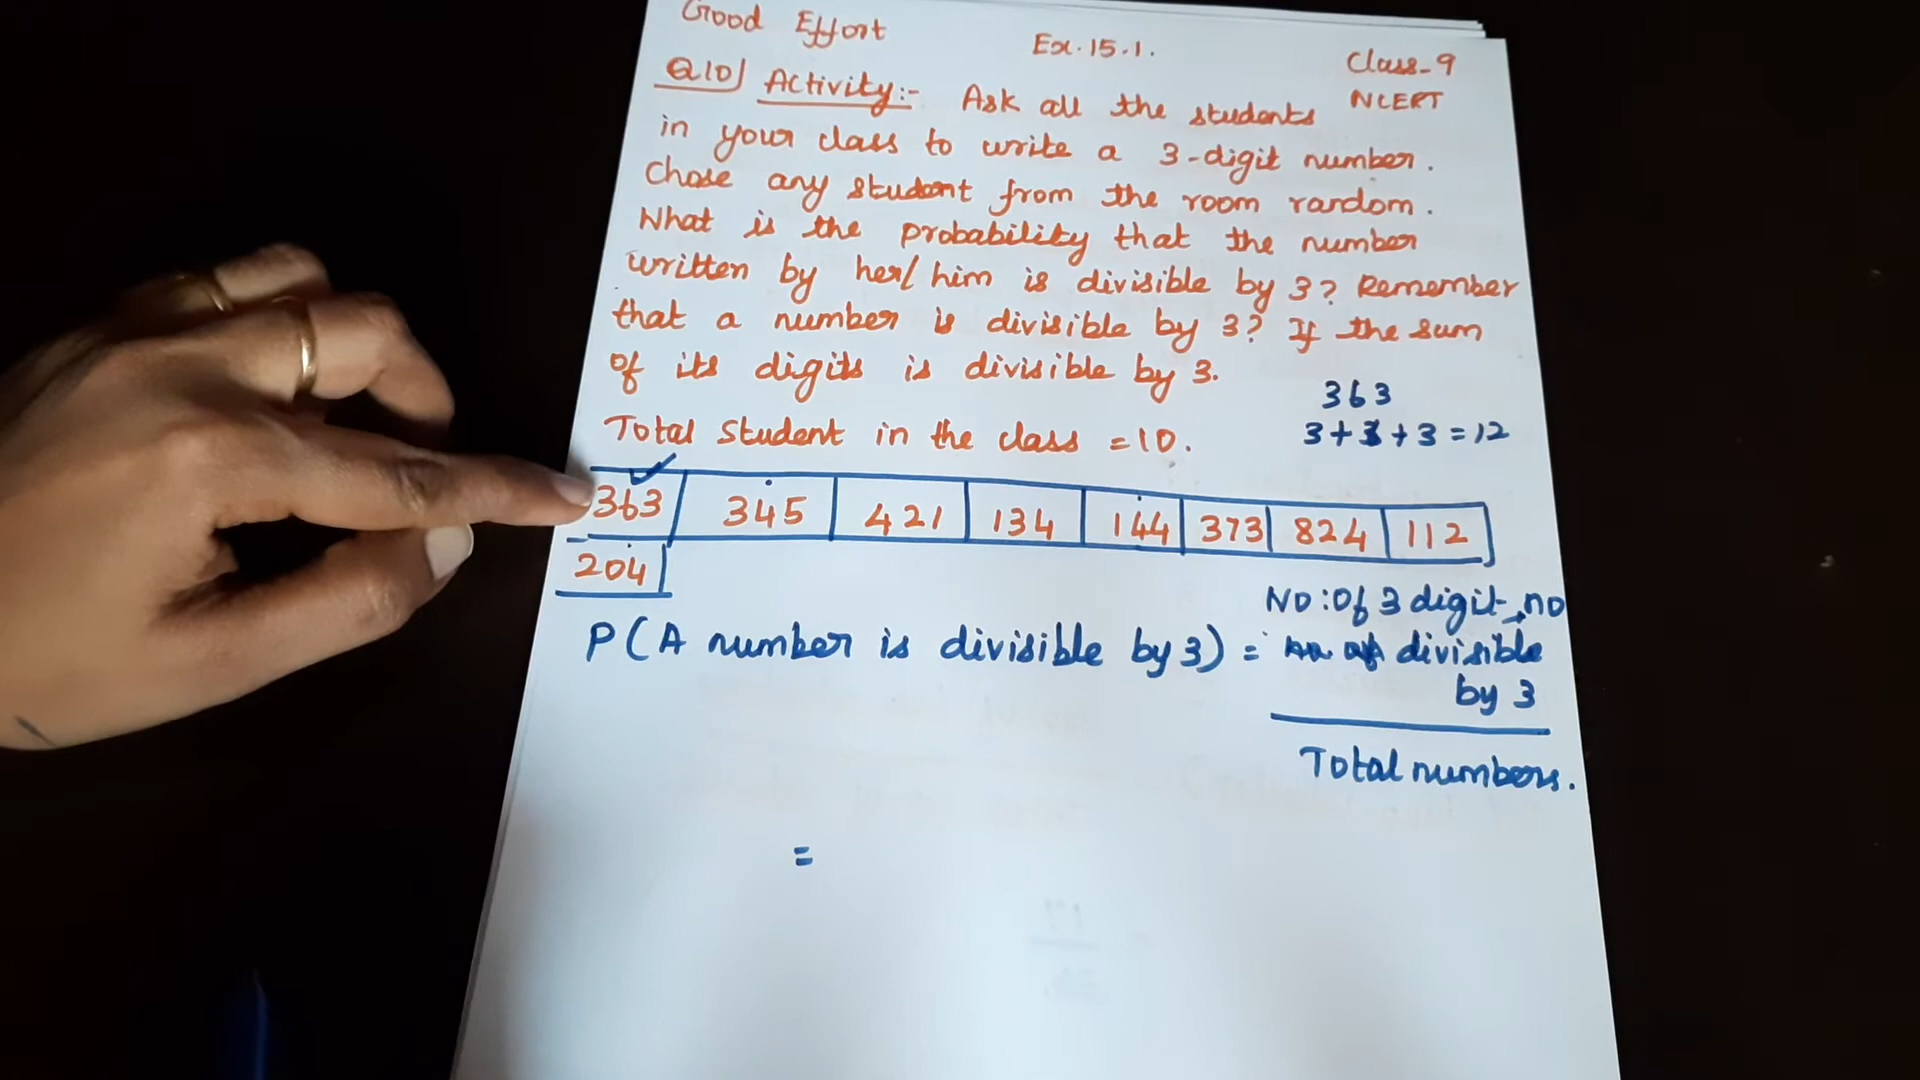 Good Effort
Ex. 15.1.
Class-9
NCERT
Q10) Activity:- Ask all the students
in your class to write a 3-digit number.
Chose any student from the room random.
What is the probability that the number
written by her/him is divisible by 3? Remember
that a number is divisible by 3? If the sum
of its digits is divisible by 3.
363
3+3+3=12
Total Student in the class =10.
363 345 421 134 144 373 824 112
204
No:of 3 digit no
P(A number is divisible by 3) = divisible
by 3
Total numbers.
=